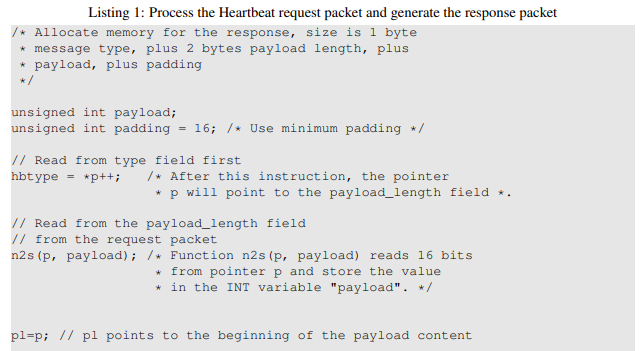 Listing 1: Process the Heartbeat request packet and generate the response packet
/* Allocate memory for the response, size is 1 byte
* message type, plus 2 bytes payload length, plus
* payload, plus padding
*/
unsigned int payload;
unsigned int padding = 16; /* Use minimum padding */
// Read from type field first
hbtype = *p++; /* After this instruction, the pointer
* p will point to the payload_length field *.
// Read from the payload_length field
// from the request packet
n2s(p, payload); /* Function n2s(p, payload) reads 16 bits
* from pointer p and store the value
* in the INT variable "payload". */
pl=p; // pl points to the beginning of the payload content